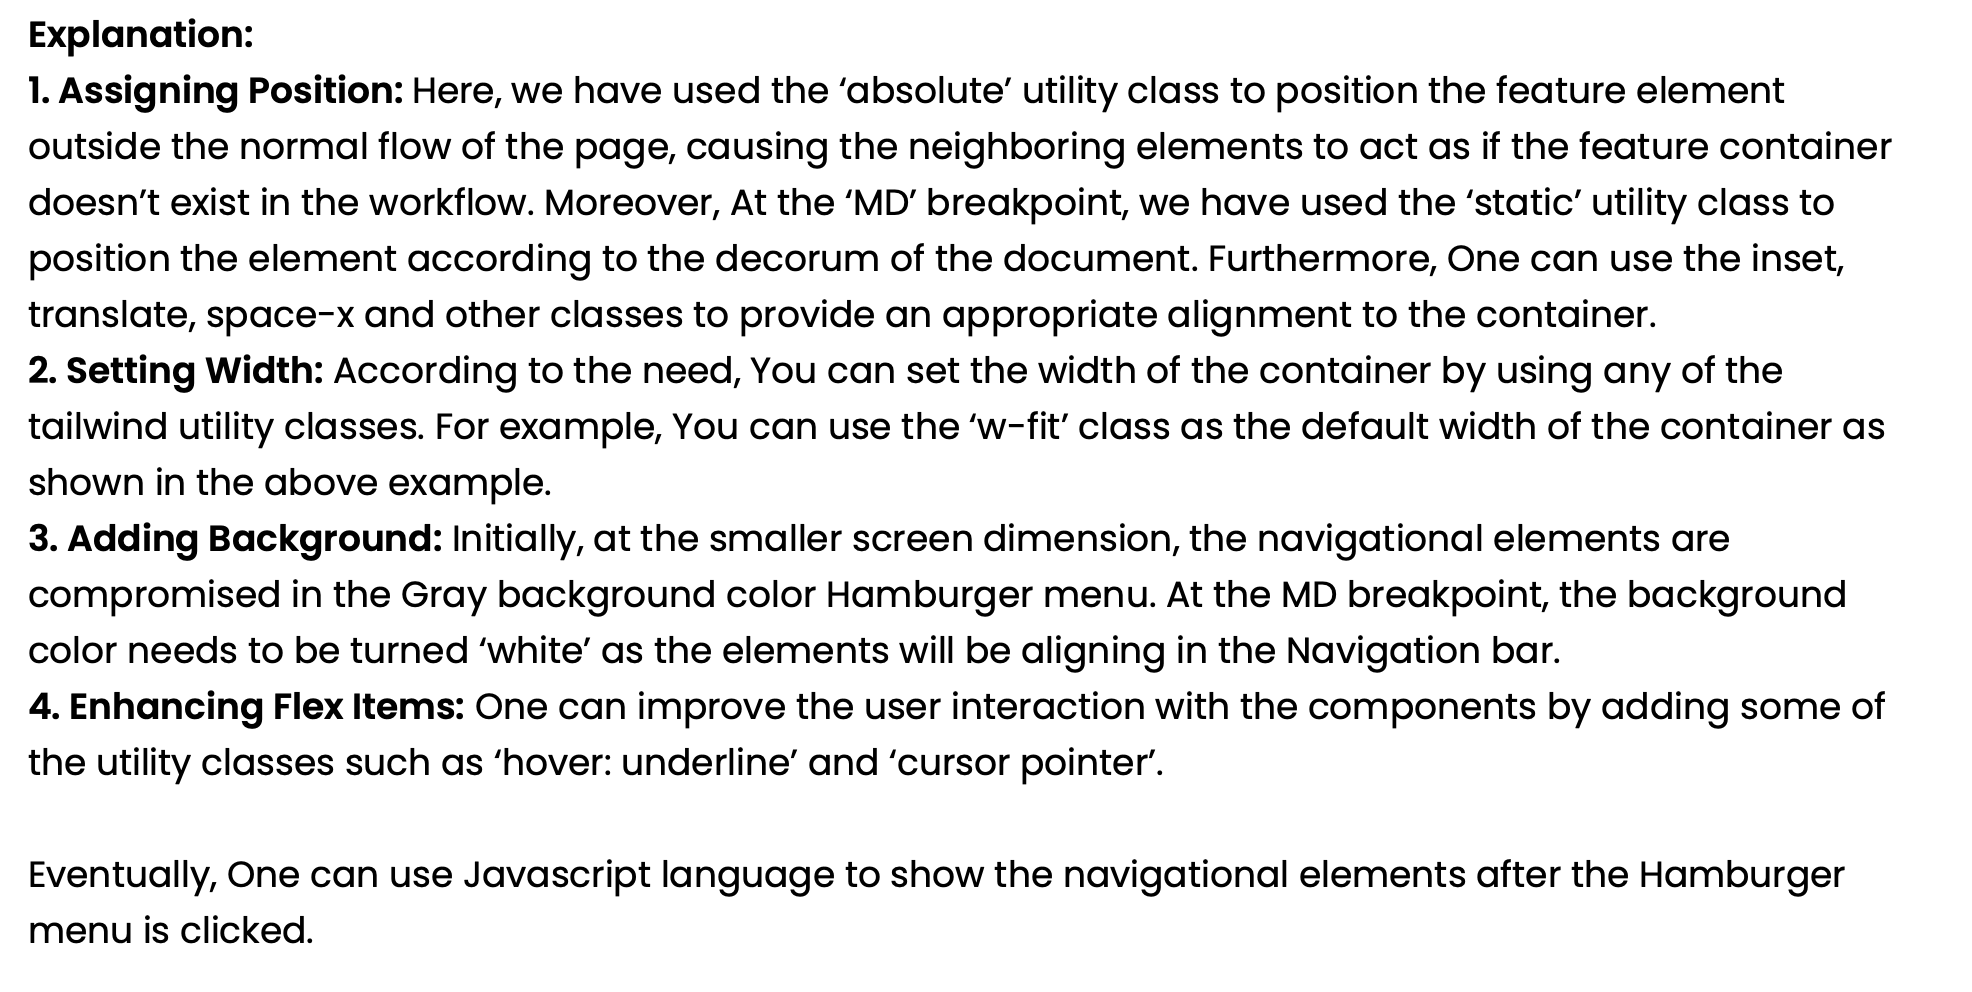 Explanation:
1. Assigning Position: Here, we have used the ‘absolute’ utility class to position the feature element
outside the normal flow of the page, causing the neighboring elements to act as if the feature container
doesn’t exist in the workflow. Moreover, At the ‘MD’ breakpoint, we have used the ‘static’ utility class to
position the element according to the decorum of the document. Furthermore, One can use the inset,
translate, space-x and other classes to provide an appropriate alignment to the container.
2. Setting Width: According to the need, You can set the width of the container by using any of the
tailwind utility classes. For example, You can use the ‘w-fit’ class as the default width of the container as
shown in the above example.
3. Adding Background: Initially, at the smaller screen dimension, the navigational elements are
compromised in the Gray background color Hamburger menu. At the MD breakpoint, the background
color needs to be turned ‘white’ as the elements will be aligning in the Navigation bar.
4. Enhancing Flex Items: One can improve the user interaction with the components by adding some of
the utility classes such as ‘hover: underline’ and ‘cursor pointer’.
Eventually, One can use Javascript language to show the navigational elements after the Hamburger
menu is clicked.